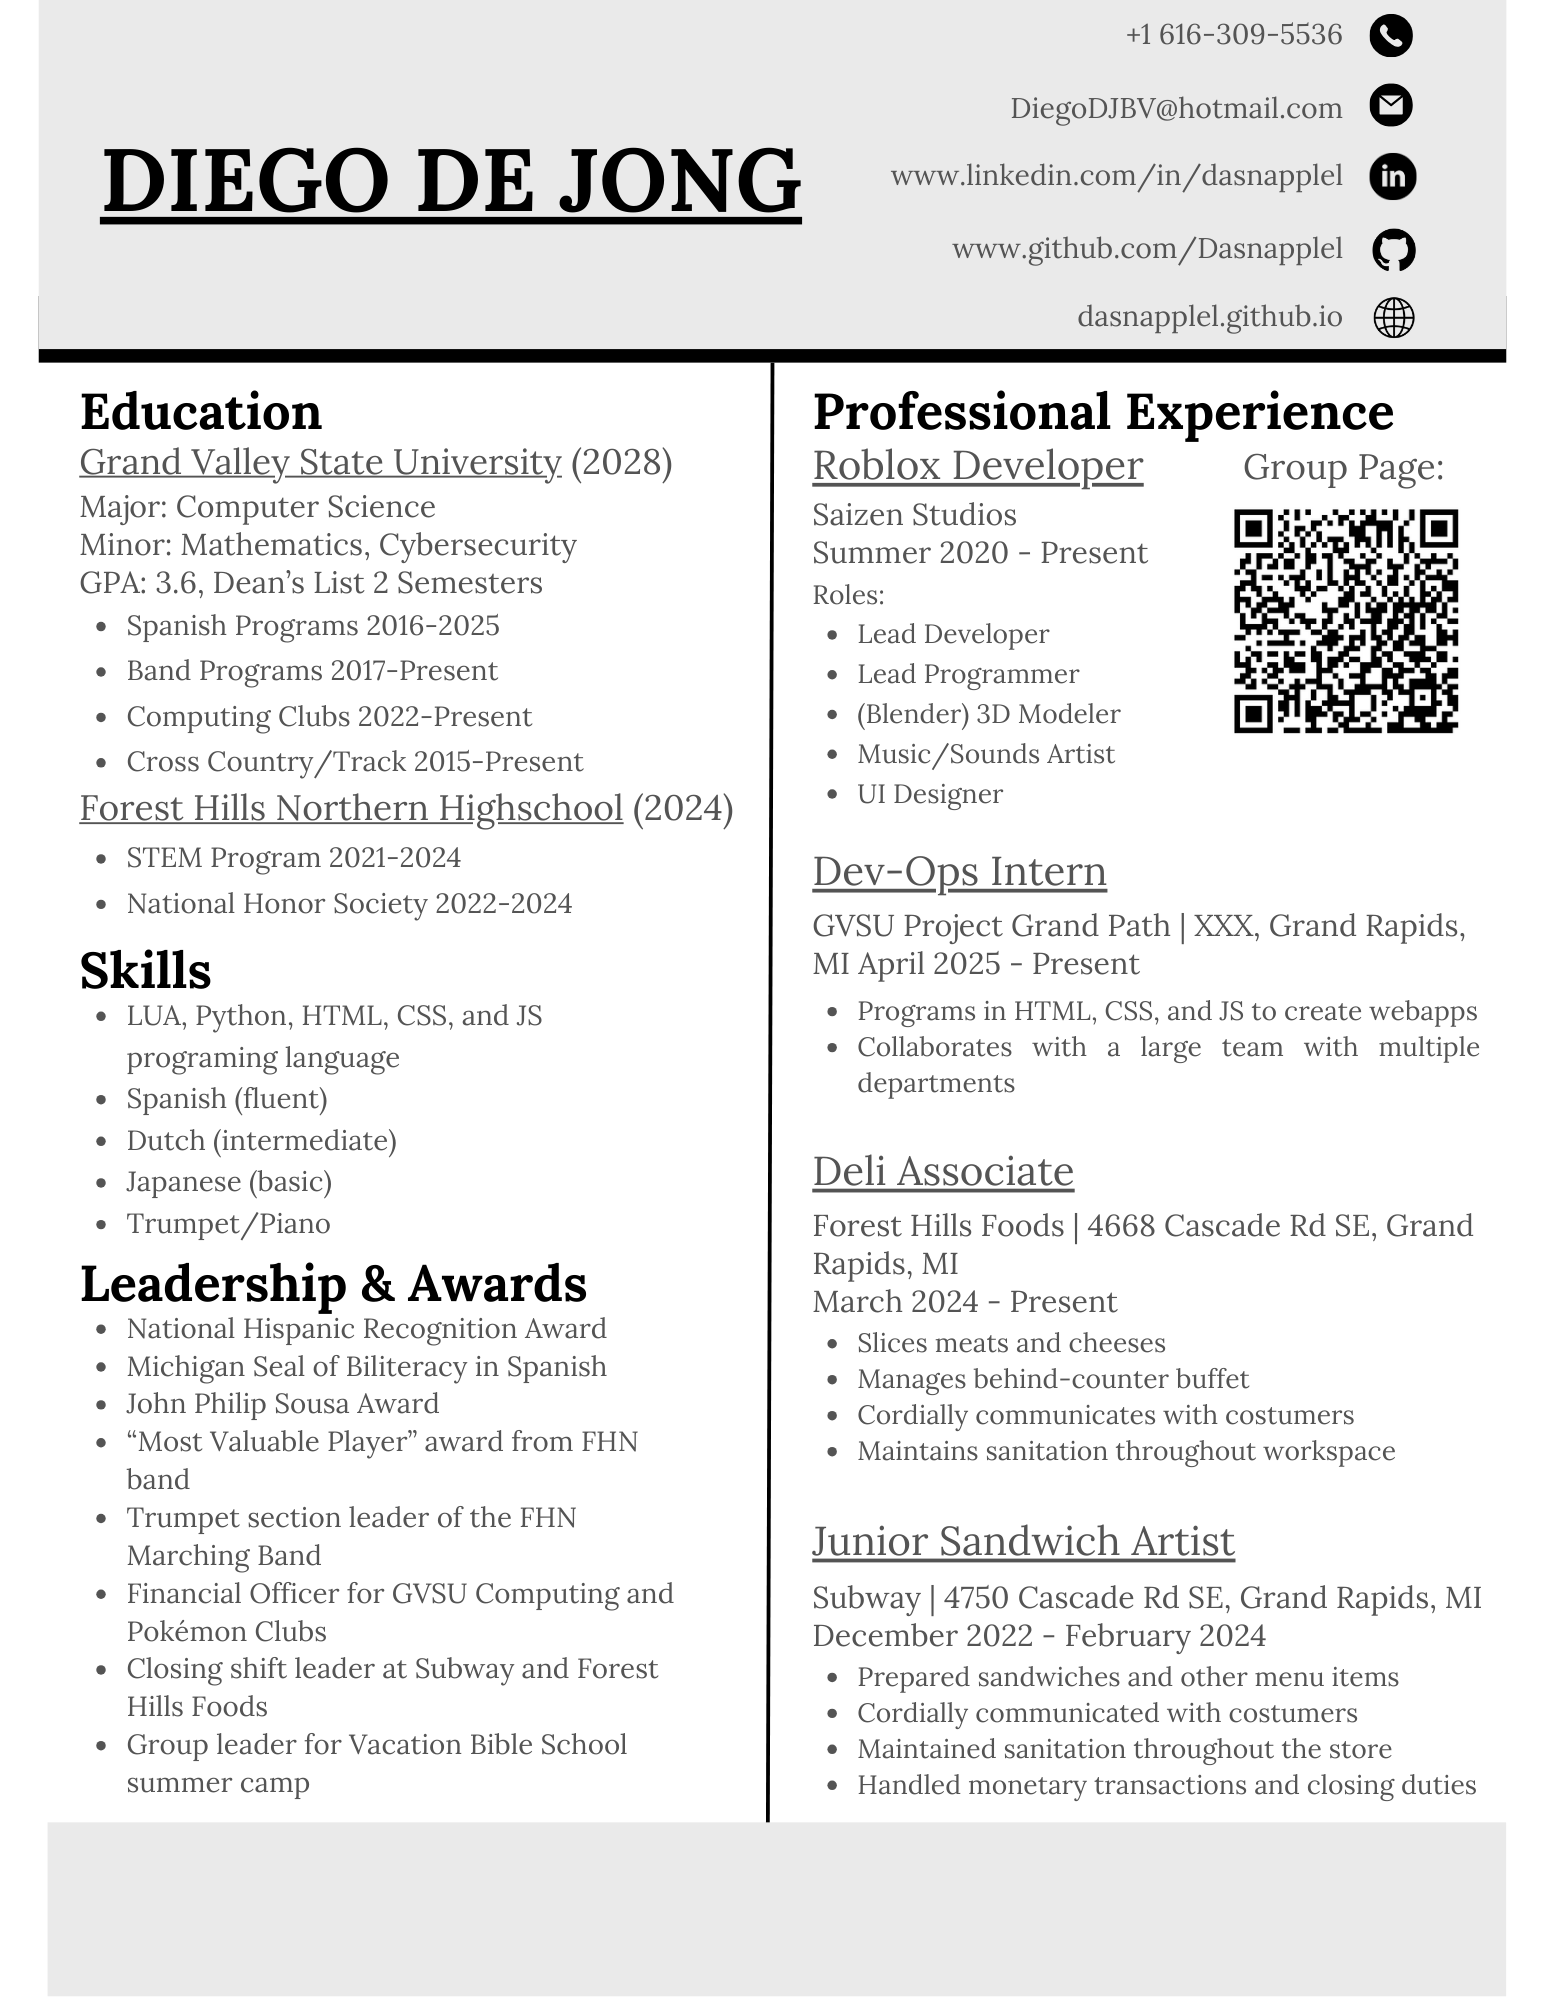 +1 616-309-5536
DiegoDJBV@hotmail.com
DIEGO DE JONG
www.linkedin.com/in/dasnapplel
www.github.com/Dasnapplel
dasnapplel.github.io
Education
Grand Valley State University (2028)
Major: Computer Science
Minor: Mathematics, Cybersecurity
GPA: 3.6, Dean’s List 2 Semesters
• Spanish Programs 2016-2025
• Band Programs 2017-Present
• Computing Clubs 2022-Present
• Cross Country/Track 2015-Present
Forest Hills Northern Highschool (2024)
• STEM Program 2021-2024
• National Honor Society 2022-2024
Skills
• LUA, Python, HTML, CSS, and JS
programing language
• Spanish (fluent)
• Dutch (intermediate)
• Japanese (basic)
• Trumpet/Piano
Leadership & Awards
• National Hispanic Recognition Award
• Michigan Seal of Biliteracy in Spanish
• John Philip Sousa Award
• “Most Valuable Player” award from FHN
band
• Trumpet section leader of the FHN
Marching Band
• Financial Officer for GVSU Computing and
Pokémon Clubs
• Closing shift leader at Subway and Forest
Hills Foods
• Group leader for Vacation Bible School
summer camp
Professional Experience
Roblox Developer
Group Page:
Saizen Studios
Summer 2020 - Present
Roles:
• Lead Developer
• Lead Programmer
• (Blender) 3D Modeler
• Music/Sounds Artist
• UI Designer
Dev-Ops Intern
GVSU Project Grand Path | XXX, Grand Rapids,
MI April 2025 - Present
• Programs in HTML, CSS, and JS to create webapps
• Collaborates with a large team with multiple
departments
Deli Associate
Forest Hills Foods | 4668 Cascade Rd SE, Grand
Rapids, MI
March 2024 - Present
• Slices meats and cheeses
• Manages behind-counter buffet
• Cordially communicates with costumers
• Maintains sanitation throughout workspace
Junior Sandwich Artist
Subway | 4750 Cascade Rd SE, Grand Rapids, MI
December 2022 - February 2024
• Prepared sandwiches and other menu items
• Cordially communicated with costumers
• Maintained sanitation throughout the store
• Handled monetary transactions and closing duties